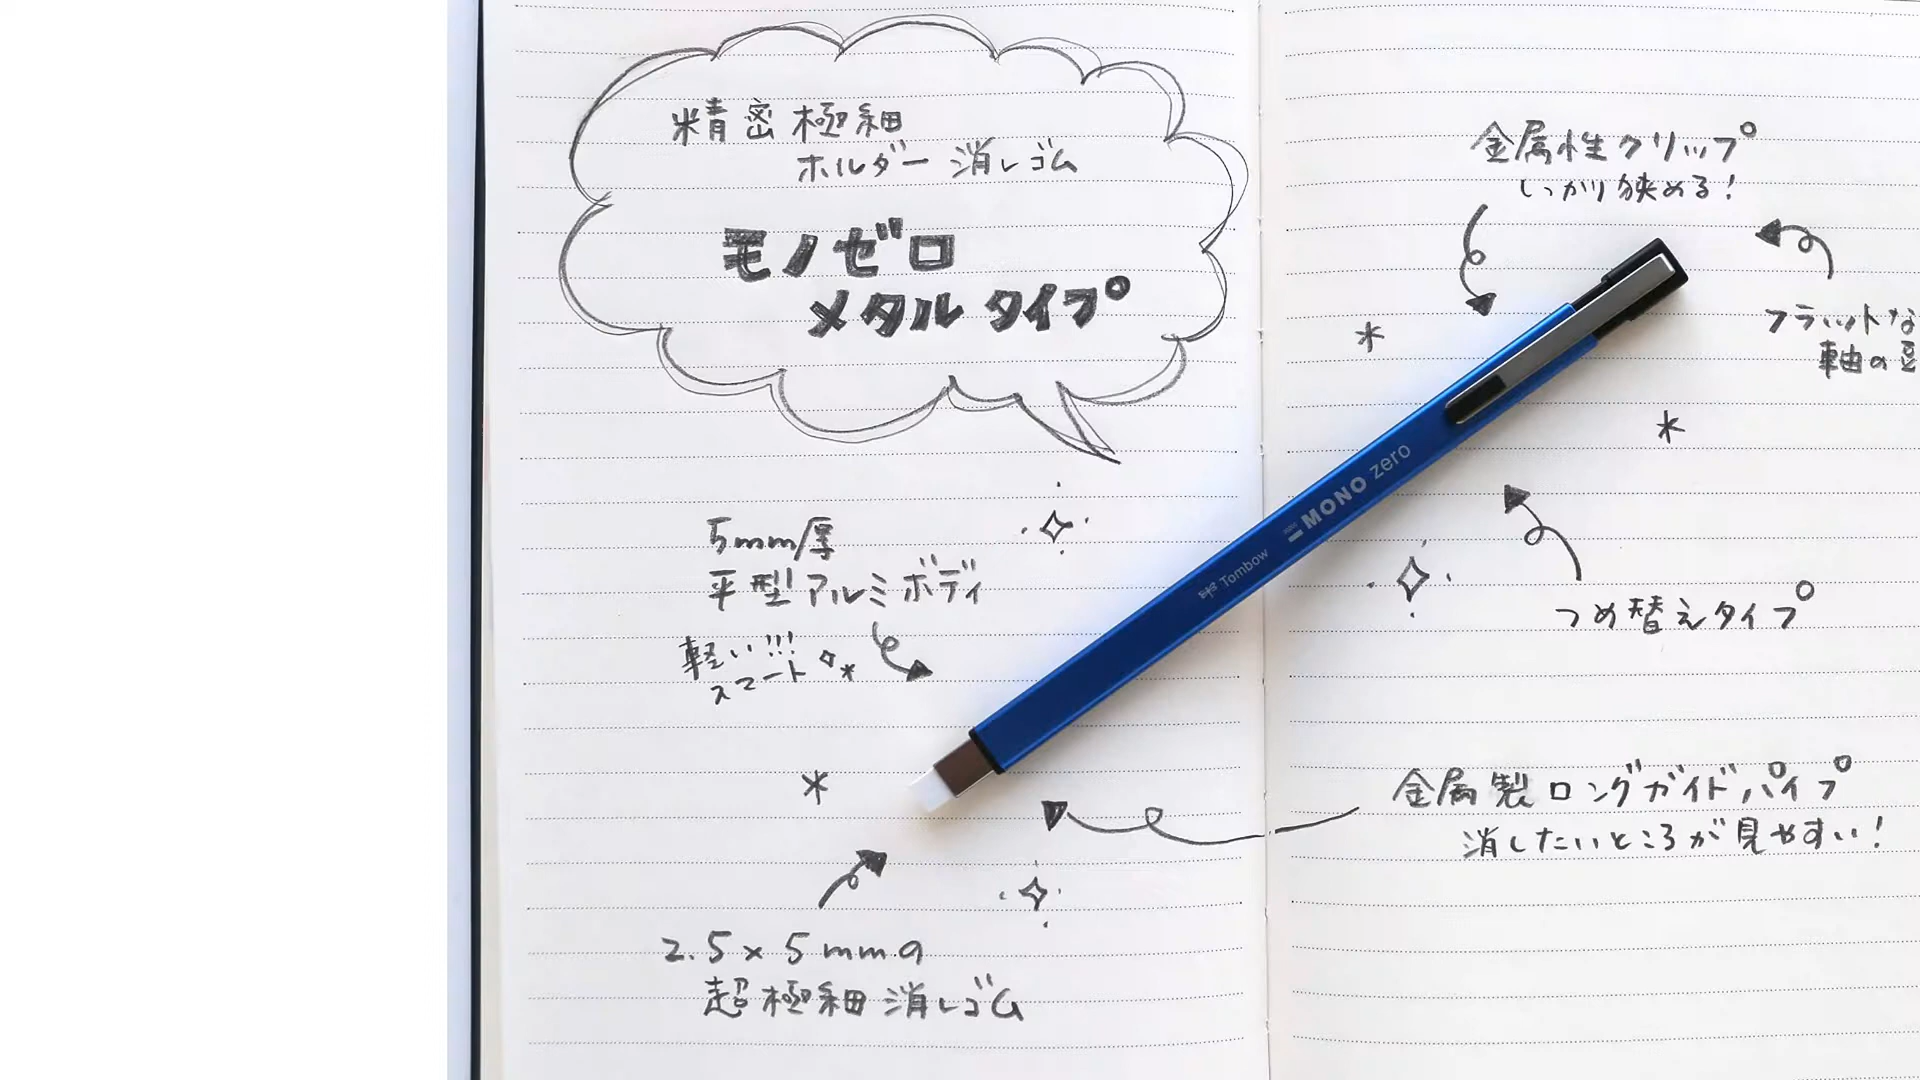 精密極細
ホルダー消しゴム
モノゼロ
メタルタイプ
金属性クリップ
しっかり挟める!
フラットな
軸の
MONO zero
Tombow
5mm厚
平型アルミボディ
軽い!!!
スマート
つめ替えタイプ
金属製ロングガイドパイプ
消したいところが見やすい!
2.5×5mmの
超極細消しゴム